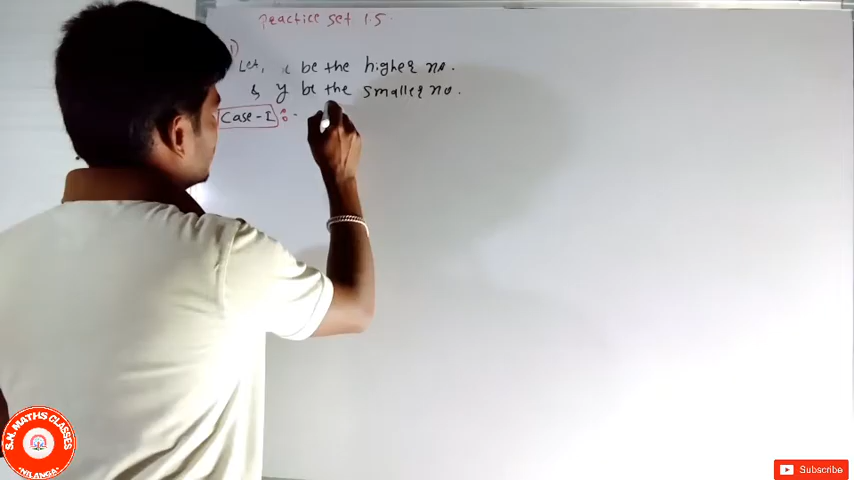 Practice set 1.5.
1)
Let, x be the higher no.
& y be the smaller no.
Case-I :-
S.N. MATHS CLASSES
NILANGA
Subscribe